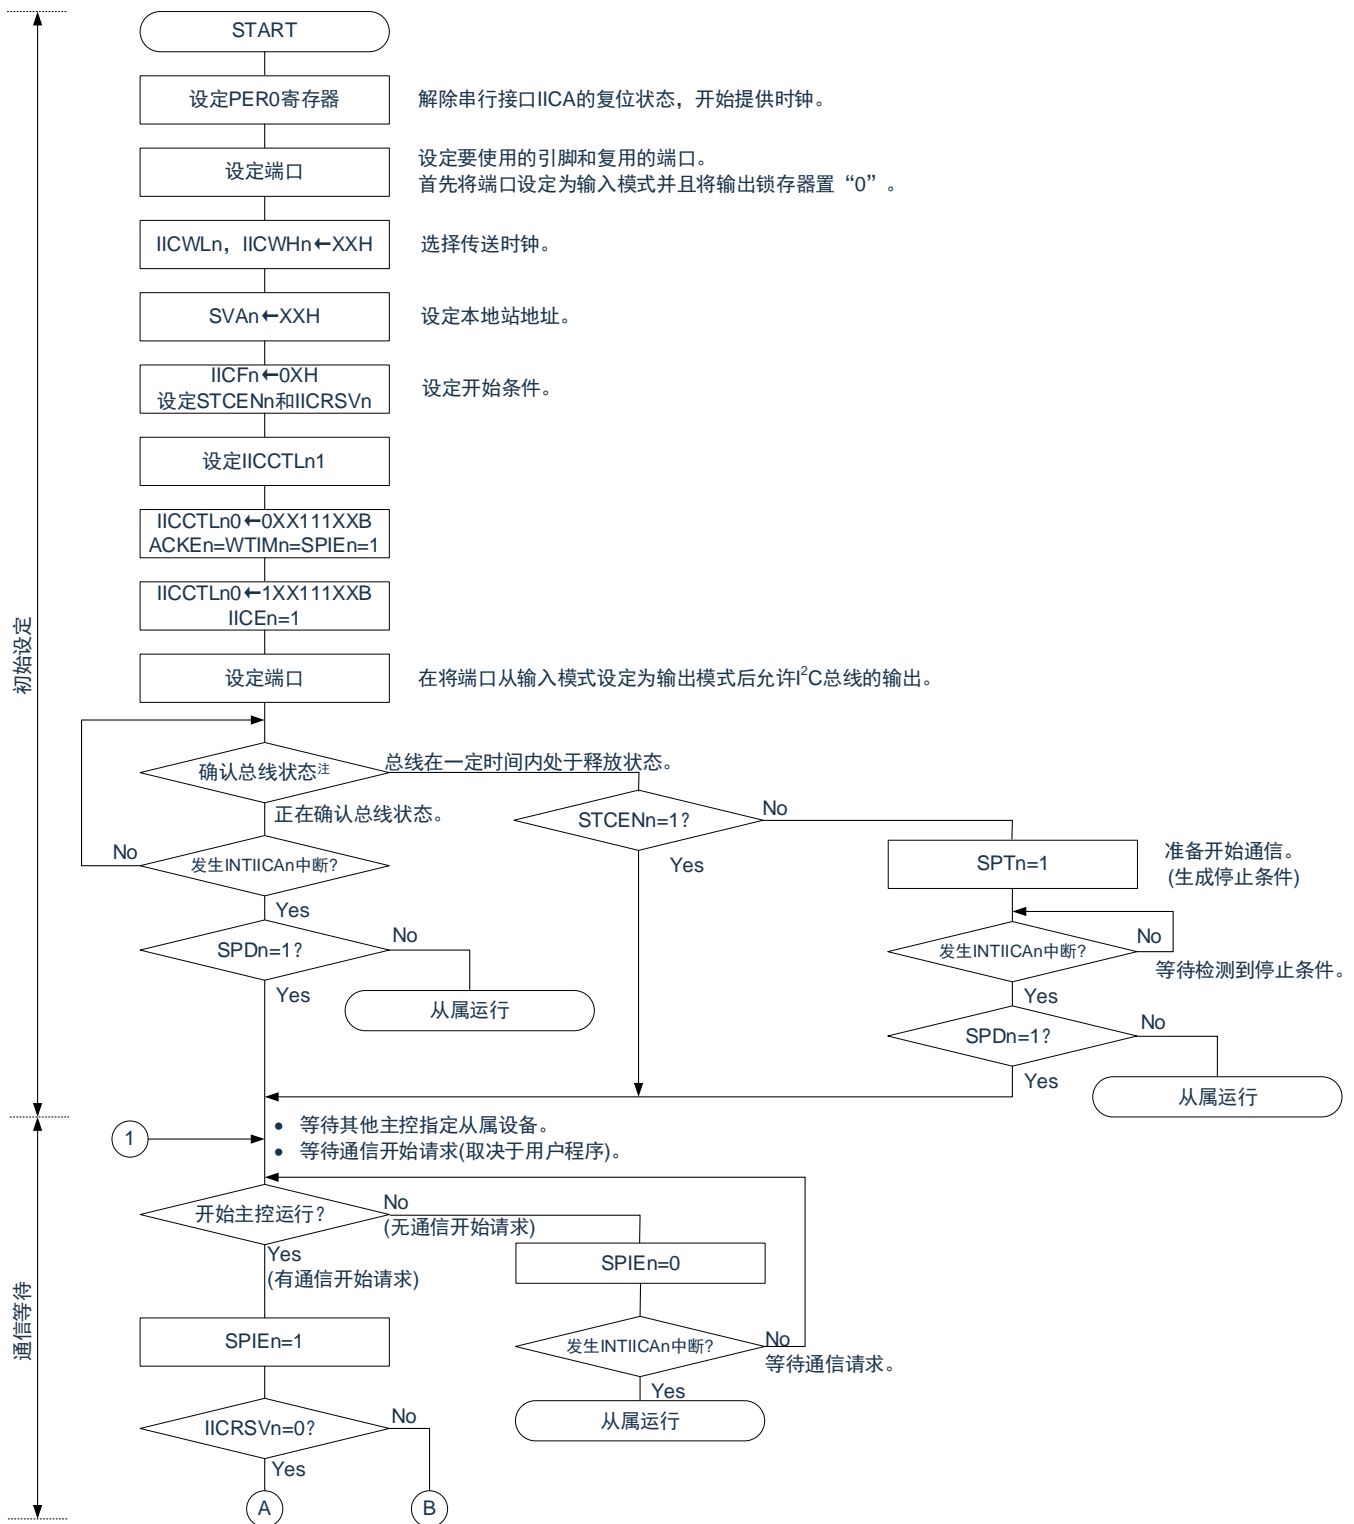 START
设定PER0寄存器
解除串行接口IICA的复位状态，开始提供时钟。
设定端口
设定要使用的引脚和复用的端口。
首先将端口设定为输入模式并且将输出锁存器置“0”。
IICWLn，IICWHn←XXH
选择传送时钟。
SVAn←XXH
设定本地站地址。
IICFn←0XH
设定STCENn和IICRSVn
设定开始条件。
设定IICCTLn1
IICCTLn0←0XX111XXB
ACKEn=WTIMn=SPIEn=1
IICCTLn0←1XX111XXB
IICEn=1
初始设定
设定端口
在将端口从输入模式设定为输出模式后允许I²C总线的输出。
确认总线状态注
总线在一定时间内处于释放状态。
正在确认总线状态。
STCENn=1?
No
Yes
SPTn=1
准备开始通信。
(生成停止条件)
No
发生INTIICAn中断?
Yes
发生INTIICAn中断?
No
等待检测到停止条件。
Yes
SPDn=1?
No
Yes
从属运行
SPDn=1?
No
Yes
从属运行
1
• 等待其他主控指定从属设备。
• 等待通信开始请求(取决于用户程序)。
开始主控运行?
No
(无通信开始请求)
Yes
(有通信开始请求)
SPIEn=0
通信等待
SPIEn=1
发生INTIICAn中断?
No
等待通信请求。
Yes
从属运行
IICRSVn=0?
No
Yes
A
B